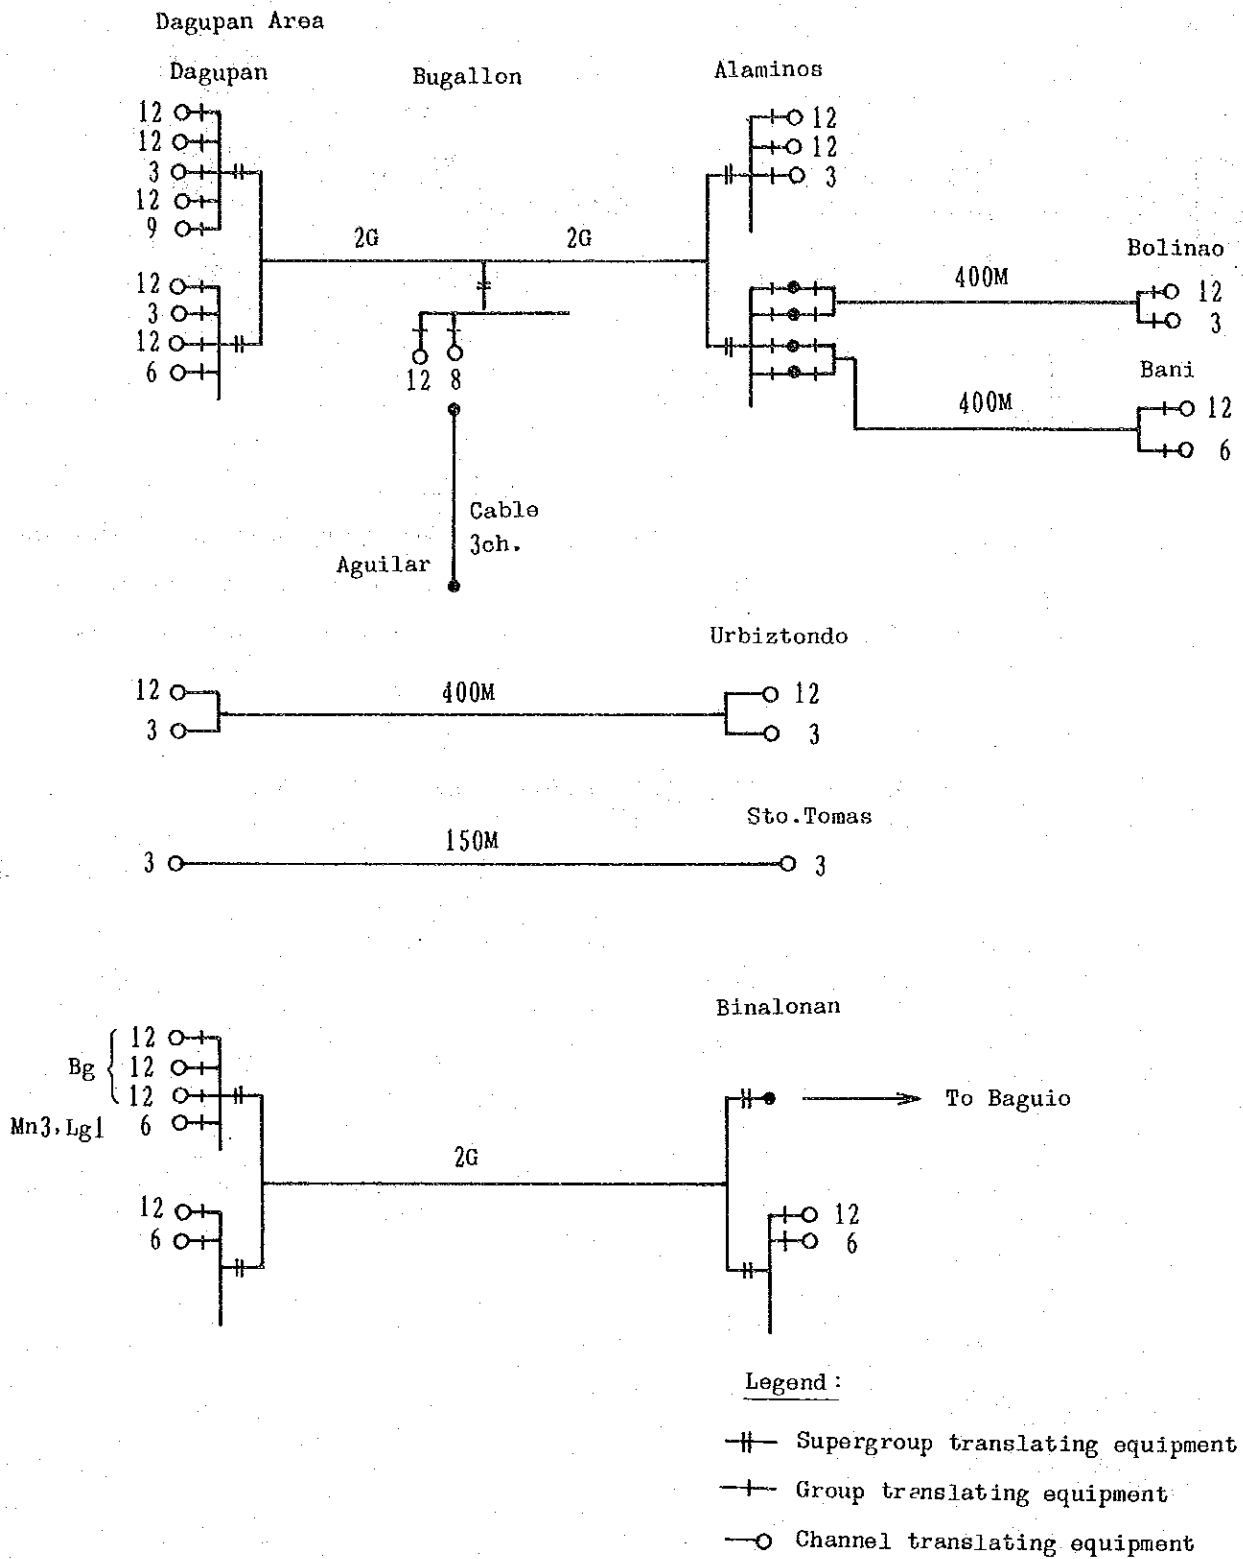 Dagupan Area
Dagupan Bugallon Alaminos
12 12
12 12
3 3
12
9
2G 2G
Bolinao
12 400M 12
3 3
12
6 12 8
Bani
400M 12
6
Cable
3ch.
Aguilar
Urbiztondo
12 400M 12
3 3
Sto.Tomas
150M
3 3
Binalonan
12
Bg 12
12 To Baguio
Mn3,Lg1 6
2G
12 12
6 6
Legend :
Supergroup translating equipment
Group translating equipment
Channel translating equipment